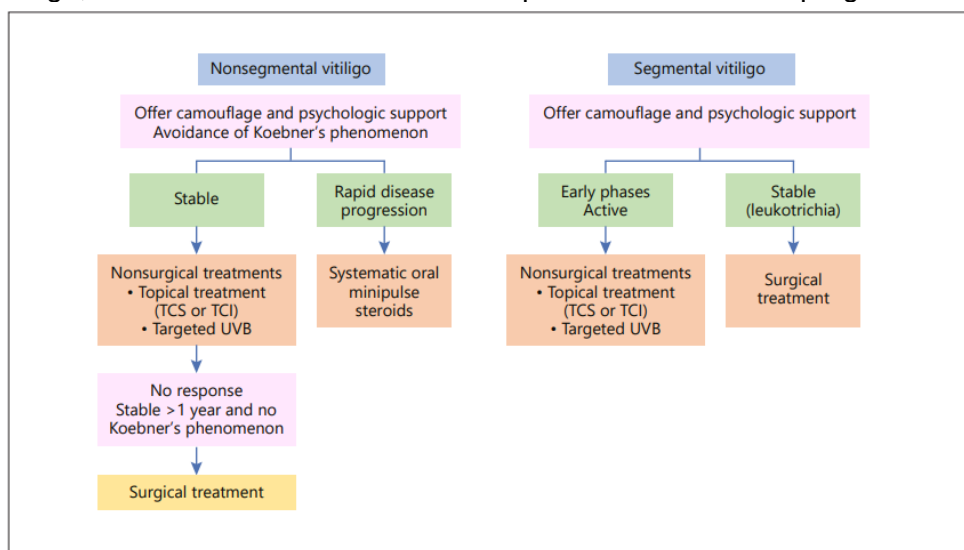 Nonsegmental vitiligo
Offer camouflage and psychologic support
Avoidance of Koebner's phenomenon
Stable
Rapid disease
progression
Nonsurgical treatments
• Topical treatment
(TCS or TCI)
• Targeted UVB
Systematic oral
minipulse
steroids
No response
Stable >1 year and no
Koebner's phenomenon
Surgical treatment
Segmental vitiligo
Offer camouflage and psychologic support
Early phases
Active
Stable
(leukotrichia)
Nonsurgical treatments
• Topical treatment
(TCS or TCI)
• Targeted UVB
Surgical
treatment